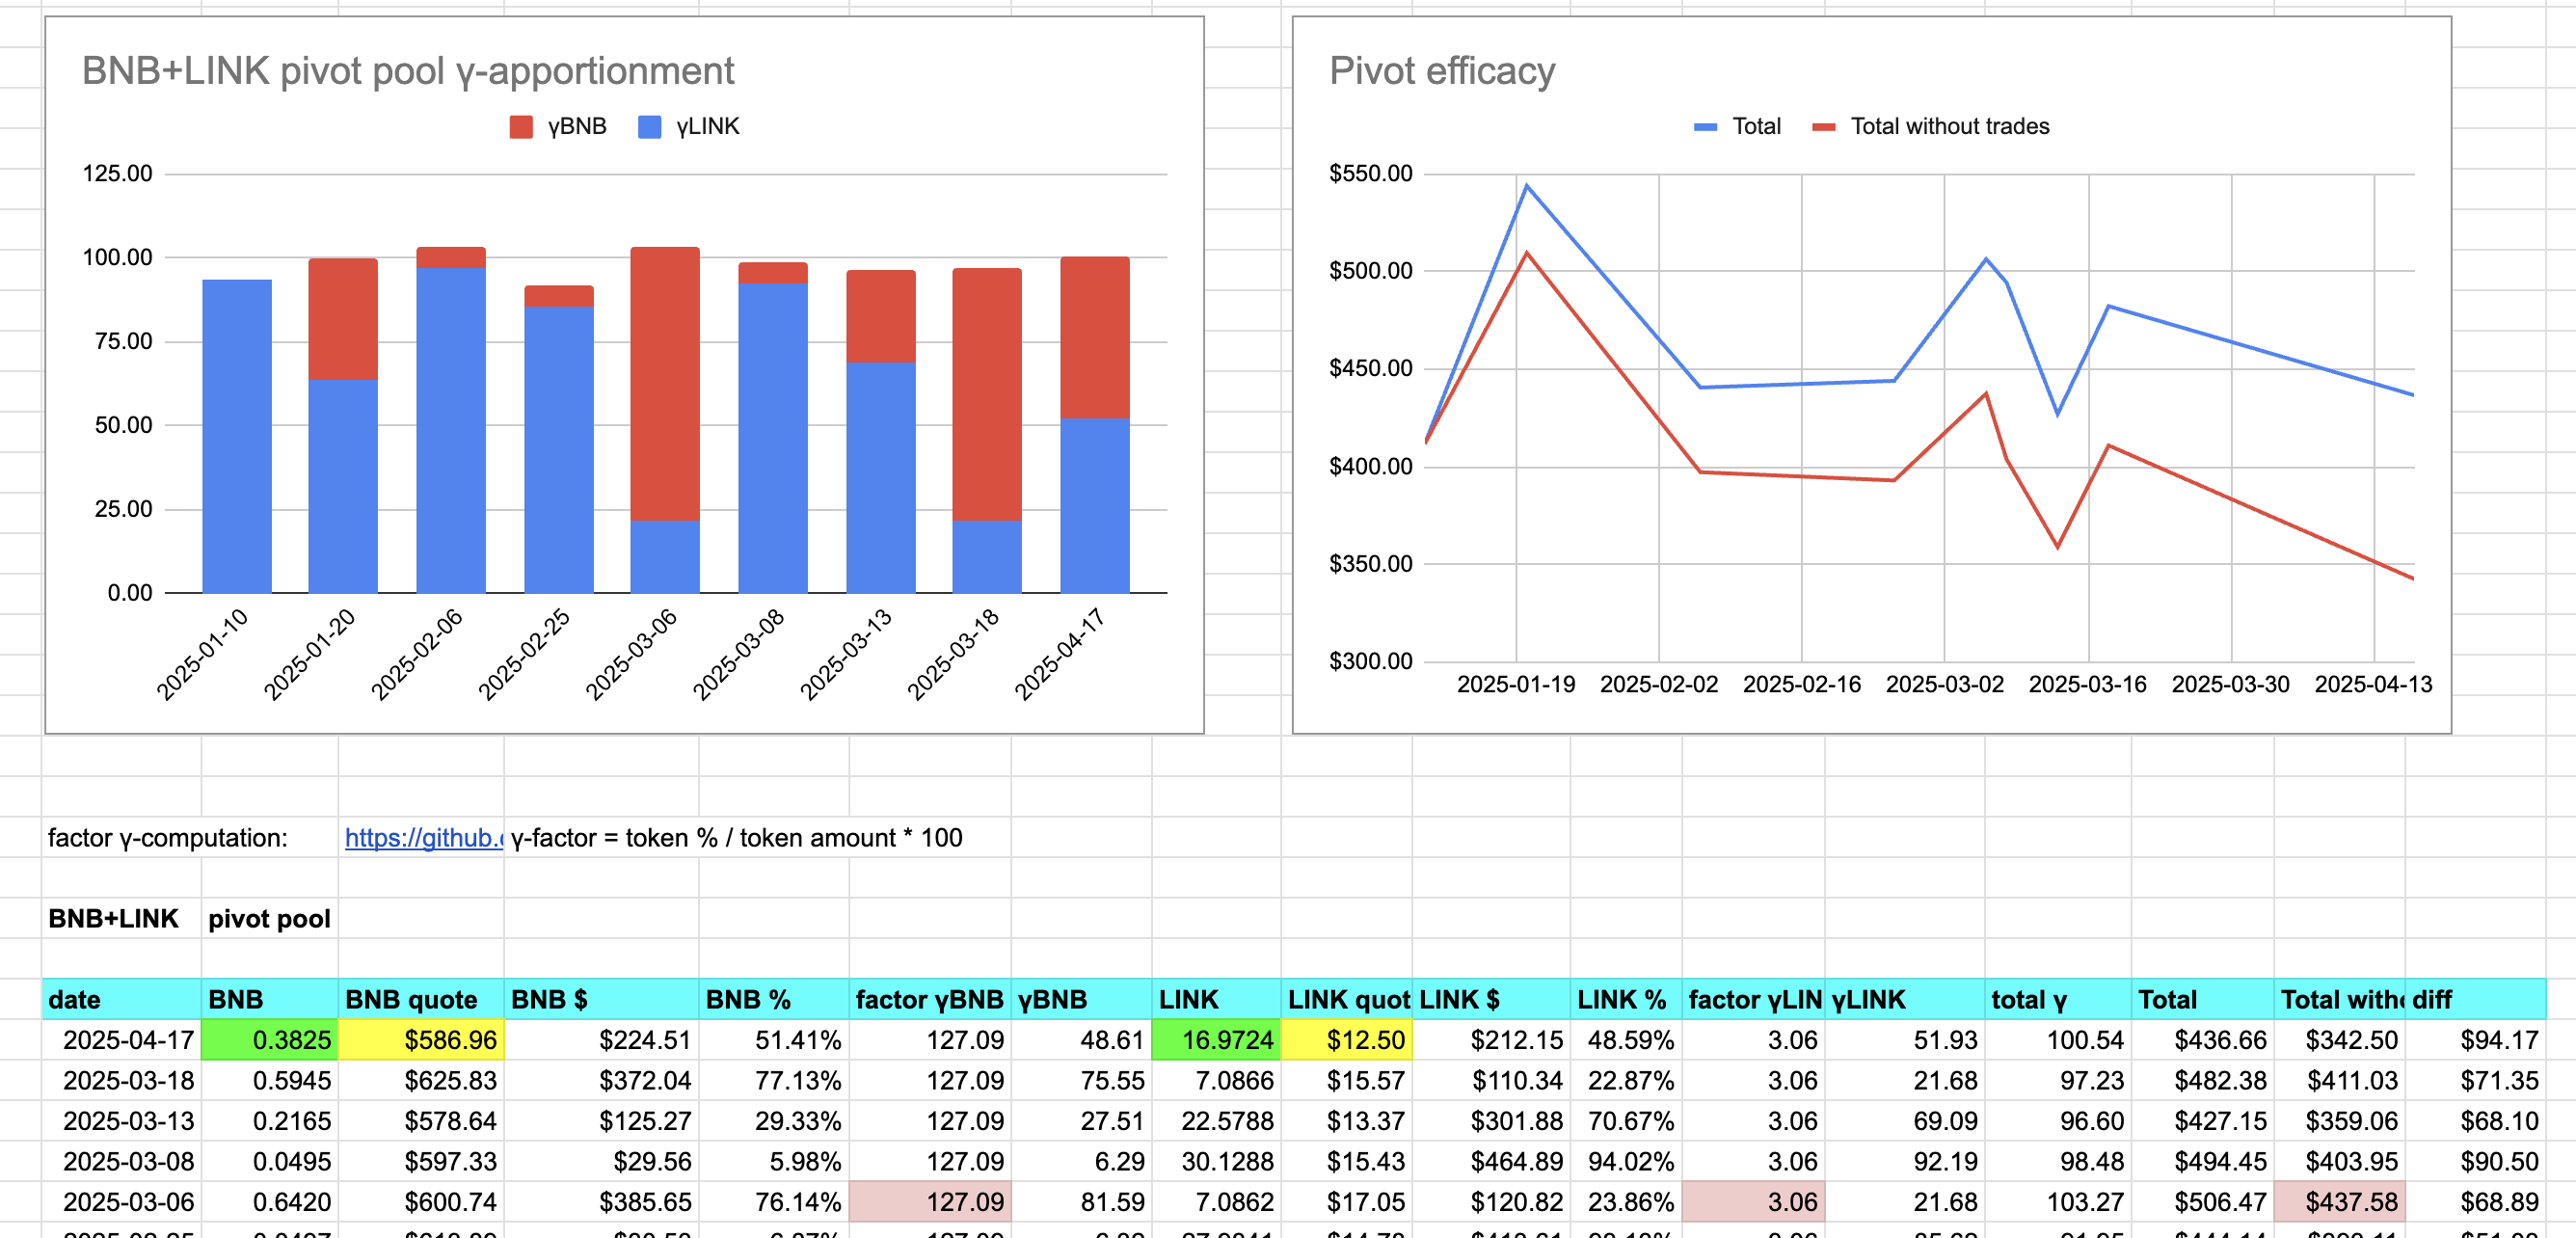 BNB+LINK pivot pool γ-apportionment
γBNB γLINK
125.00
100.00
75.00
50.00
25.00
0.00
2025-01-10 2025-01-20 2025-02-06 2025-02-25 2025-03-06 2025-03-08 2025-03-13 2025-03-18 2025-04-17
Pivot efficacy
Total Total without trades
$550.00
$500.00
$450.00
$400.00
$350.00
$300.00
2025-01-19 2025-02-02 2025-02-16 2025-03-02 2025-03-16 2025-03-30 2025-04-13
factor γ-computation: https://github. γ-factor = token % / token amount * 100
BNB+LINK pivot pool
date BNB BNB quote BNB $ BNB % factor γBNB γBNB LINK LINK quot LINK $ LINK % factor γLIN γLINK total γ Total Total with diff
2025-04-17 0.3825 $586.96 $224.51 51.41% 127.09 48.61 16.9724 $12.50 $212.15 48.59% 3.06 51.93 100.54 $436.66 $342.50 $94.17
2025-03-18 0.5945 $625.83 $372.04 77.13% 127.09 75.55 7.0866 $15.57 $110.34 22.87% 3.06 21.68 97.23 $482.38 $411.03 $71.35
2025-03-13 0.2165 $578.64 $125.27 29.33% 127.09 27.51 22.5788 $13.37 $301.88 70.67% 3.06 69.09 96.60 $427.15 $359.06 $68.10
2025-03-08 0.0495 $597.33 $29.56 5.98% 127.09 6.29 30.1288 $15.43 $464.89 94.02% 3.06 92.19 98.48 $494.45 $403.95 $90.50
2025-03-06 0.6420 $600.74 $385.65 76.14% 127.09 81.59 7.0862 $17.05 $120.82 23.86% 3.06 21.68 103.27 $506.47 $437.58 $68.89